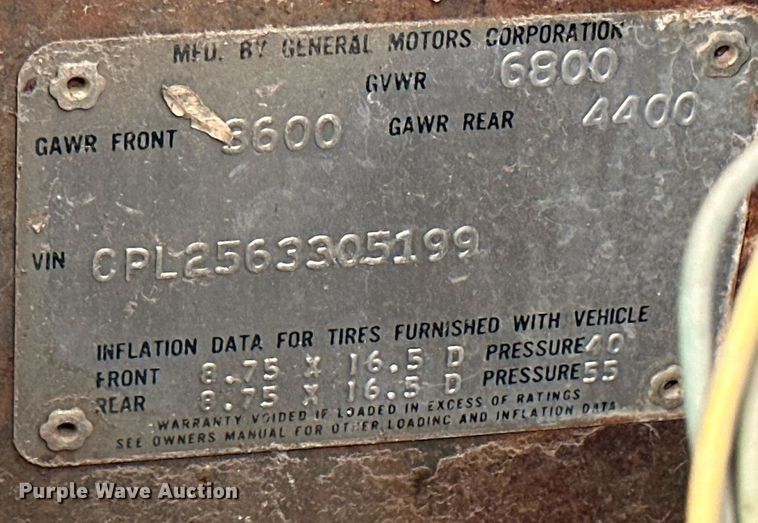 MFD. BY GENERAL MOTORS CORPORATION
GVWR 6800
GAWR FRONT 3600 GAWR REAR 4400
VIN CPL2563305199
INFLATION DATA FOR TIRES FURNISHED WITH VEHICLE
FRONT 8.75 X 16.5 D PRESSURE 40
REAR 8.75 X 16.5 D PRESSURE 55
WARRANTY VOIDED IF LOADED IN EXCESS OF RATINGS
SEE OWNERS MANUAL FOR OTHER LOADING AND INFLATION DATA
Purple Wave Auction